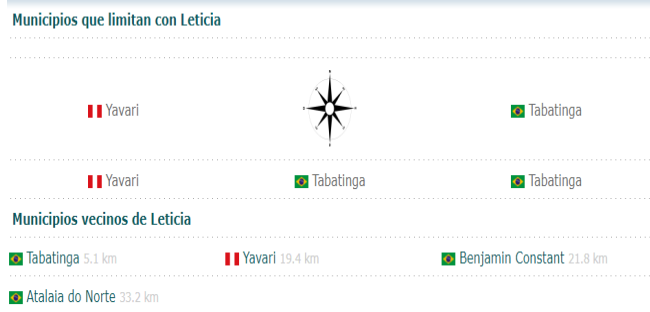 Municipios que limitan con Leticia
Yavari Tabatinga
Yavari Tabatinga Tabatinga
Municipios vecinos de Leticia
Tabatinga 5.1 km Yavari 19.4 km Benjamin Constant 21.8 km
Atalaia do Norte 33.2 km